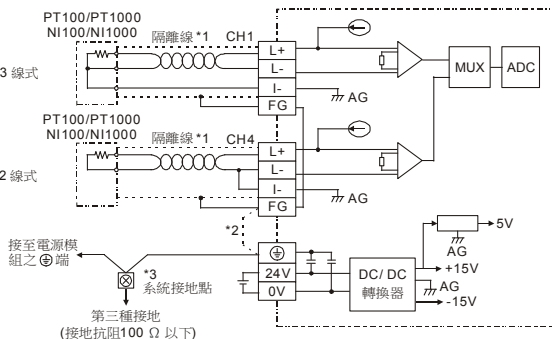 PT100/PT1000
NI100/NI1000
隔離線 *1 CH1
3 線式
L+
L-
I-
FG
AG
MUX
ADC
PT100/PT1000
NI100/NI1000
隔離線 *1 CH4
2 線式
L+
L-
I-
FG
AG
*2
接至電源模
組之 端
*3
系統接地點
24V
0V
DC/ DC
轉換器
5V
AG
+15V
AG
-15V
第三種接地
(接地抗阻100 Ω 以下)